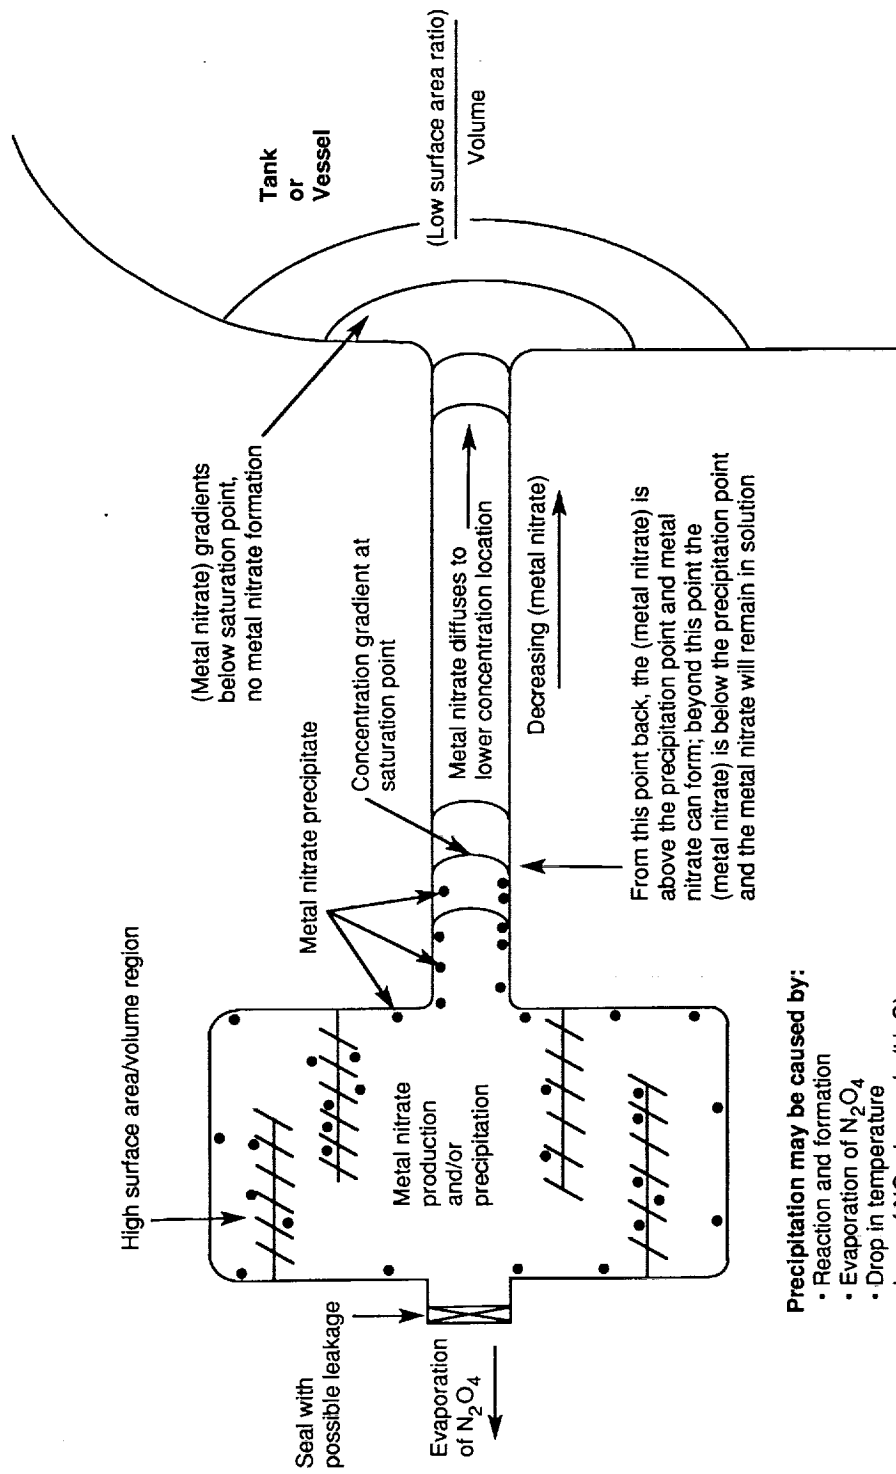 High surface area/volume region
Metal nitrate precipitate
(Metal nitrate) gradients
below saturation point,
no metal nitrate formation
Tank
or
Vessel
Seal with
possible leakage
Concentration gradient at
saturation point
Evaporation
of N₂O₄
Metal nitrate
production
and/or
precipitation
Metal nitrate diffuses to
lower concentration location
(Low surface area ratio)
Volume
Decreasing (metal nitrate)
From this point back, the (metal nitrate) is
above the precipitation point and metal
nitrate can form; beyond this point the
(metal nitrate) is below the precipitation point
and the metal nitrate will remain in solution
Precipitation may be caused by:
• Reaction and formation
• Evaporation of N₂O₄
• Drop in temperature